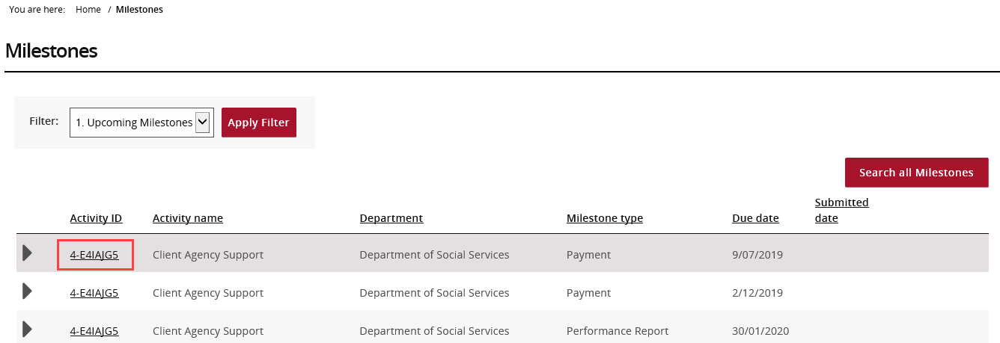 You are here: Home / Milestones
Milestones
Filter: 1. Upcoming Milestones Apply Filter
Search all Milestones
Activity ID Activity name Department Milestone type Due date Submitted date
4-E4IAJG5 Client Agency Support Department of Social Services Payment 9/07/2019
4-E4IAJG5 Client Agency Support Department of Social Services Payment 2/12/2019
4-E4IAJG5 Client Agency Support Department of Social Services Performance Report 30/01/2020